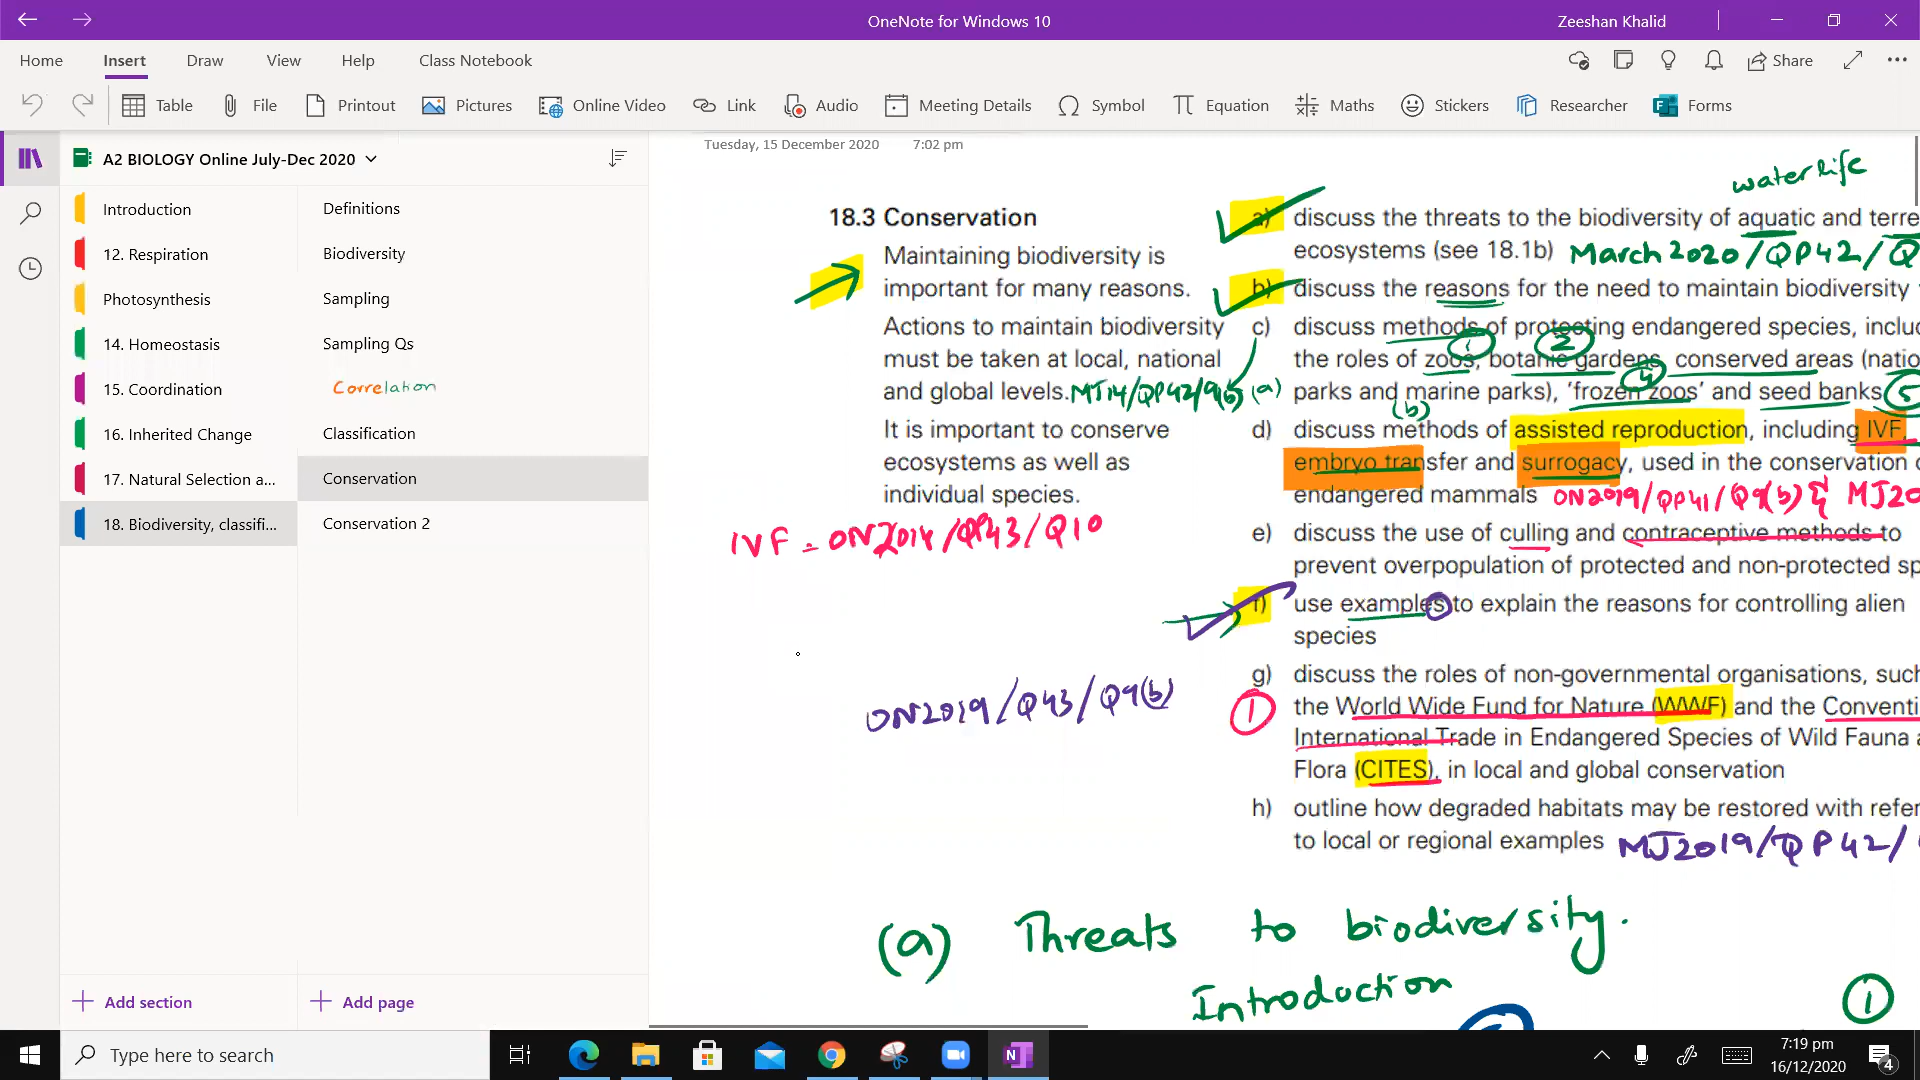 OneNote for Windows 10
Zeeshan Khalid
Home Insert Draw View Help Class Notebook
Share
Table File Printout Pictures Online Video Link Audio Meeting Details Symbol Equation Maths Stickers Researcher Forms
A2 BIOLOGY Online July-Dec 2020
Introduction
12. Respiration
Photosynthesis
14. Homeostasis
15. Coordination
16. Inherited Change
17. Natural Selection a...
18. Biodiversity, classifi...
Definitions
Biodiversity
Sampling
Sampling Qs
Correlation
Classification
Conservation
Conservation 2
Add section
Add page
Tuesday, 15 December 2020 7:02 pm
water life
18.3 Conservation
Maintaining biodiversity is
important for many reasons.
Actions to maintain biodiversity
must be taken at local, national
and global levels. MJ14/QP42/9(b) (a)
It is important to conserve
ecosystems as well as
individual species.
IVF = ON2014/QP43/Q10
ON2019/Q43/Q9(b)
a) discuss the threats to the biodiversity of aquatic and terre
ecosystems (see 18.1b) March 2020/QP42/Q
b) discuss the reasons for the need to maintain biodiversity
c) discuss methods of protecting endangered species, inclu
1 2
the roles of zoos, botanic gardens, conserved areas (natio
4
parks and marine parks), ‘frozen zoos’ and seed banks 5
(b)
d) discuss methods of assisted reproduction, including IVF,
embryo transfer and surrogacy, used in the conservation o
endangered mammals ON2019/QP41/Q9(b) & MJ20
e) discuss the use of culling and contraceptive methods to
prevent overpopulation of protected and non-protected sp
f) use examples to explain the reasons for controlling alien
species
g) discuss the roles of non-governmental organisations, such
1 the World Wide Fund for Nature (WWF) and the Conventi
International Trade in Endangered Species of Wild Fauna a
Flora (CITES), in local and global conservation
h) outline how degraded habitats may be restored with refer
to local or regional examples MJ2019/QP42/
(a) Threats to biodiversity.
Introduction
1
Type here to search
7:19 pm
16/12/2020
4